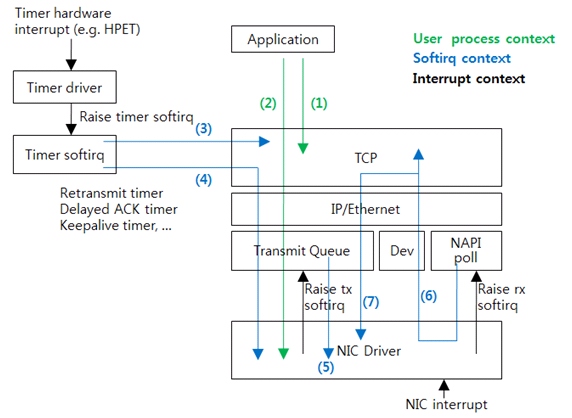 Timer hardware
interrupt (e.g. HPET)
Application
User process context
Softirq context
Interrupt context
Timer driver
(2)
(1)
Raise timer softirq
(3)
Timer softirq
TCP
(4)
Retransmit timer
Delayed ACK timer
Keepalive timer, ...
IP/Ethernet
Transmit Queue
Dev
NAPI
poll
Raise tx
softirq
(7)
(6)
Raise rx
softirq
NIC Driver
(5)
NIC interrupt